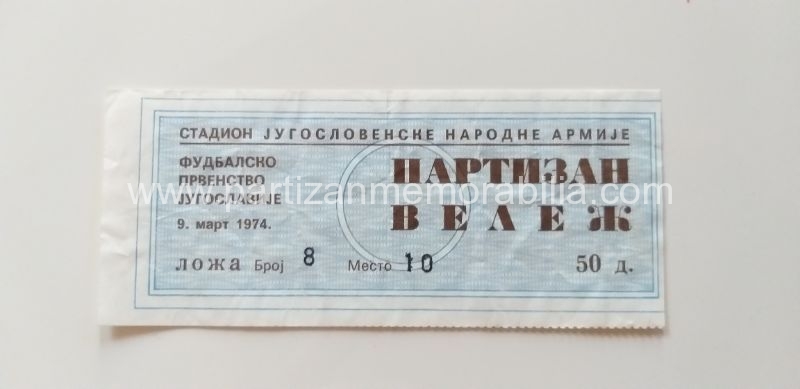 СТАДИОН ЈУГОСЛОВЕНСКЕ НАРОДНЕ АРМИЈЕ
ФУДБАЛСКО
ПРВЕНСТВО
ЈУГОСЛАВИЈЕ
9. март 1974.
ПАРТИЗАН
ВЕЛЕЖ
www.partizanmemorabilia.com
ложа Број 8 Место 10 50 д.